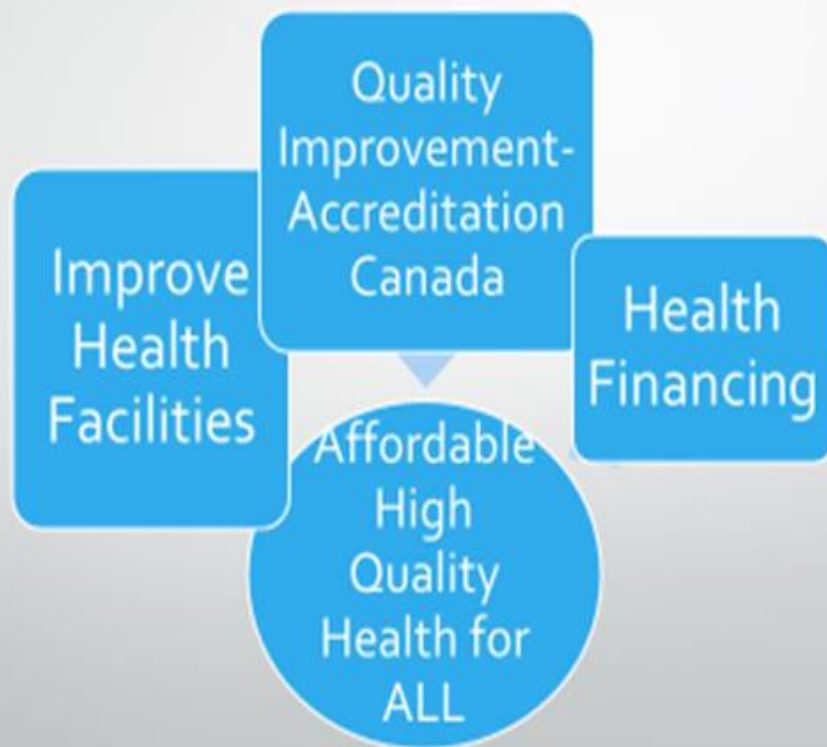 Quality
Improvement-
Accreditation
Canada
Improve
Health
Facilities
Health
Financing
Affordable
High
Quality
Health for
ALL